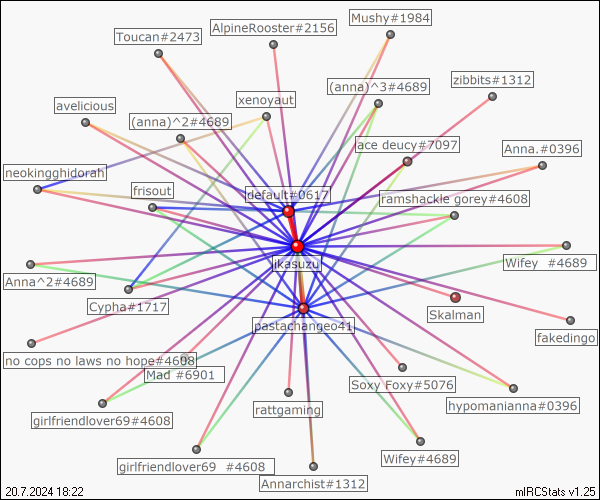 Mushy#1984
AlpineRooster#2156
Toucan#2473
zibbits#1312
(anna)^3#4689
xenoyaut
avelicious
(anna)^2#4689
ace deucy#7097
Anna.#0396
neokingghidorah
frisout
default#0617
ramshackle gorey#4608
jkasuzu
Wifey #4689
Anna^2#4689
Cypha#1717
Skalman
pastachangeo41
fakedingo
no cops no laws no hope#4608
Mad #6901
Soxy Foxy#5076
rattgaming
hypomanianna#0396
girlfriendlover69#4608
Wifey#4689
girlfriendlover69 #4608
Annarchist#1312
20.7.2024 18:22
mIRCStats v1.25